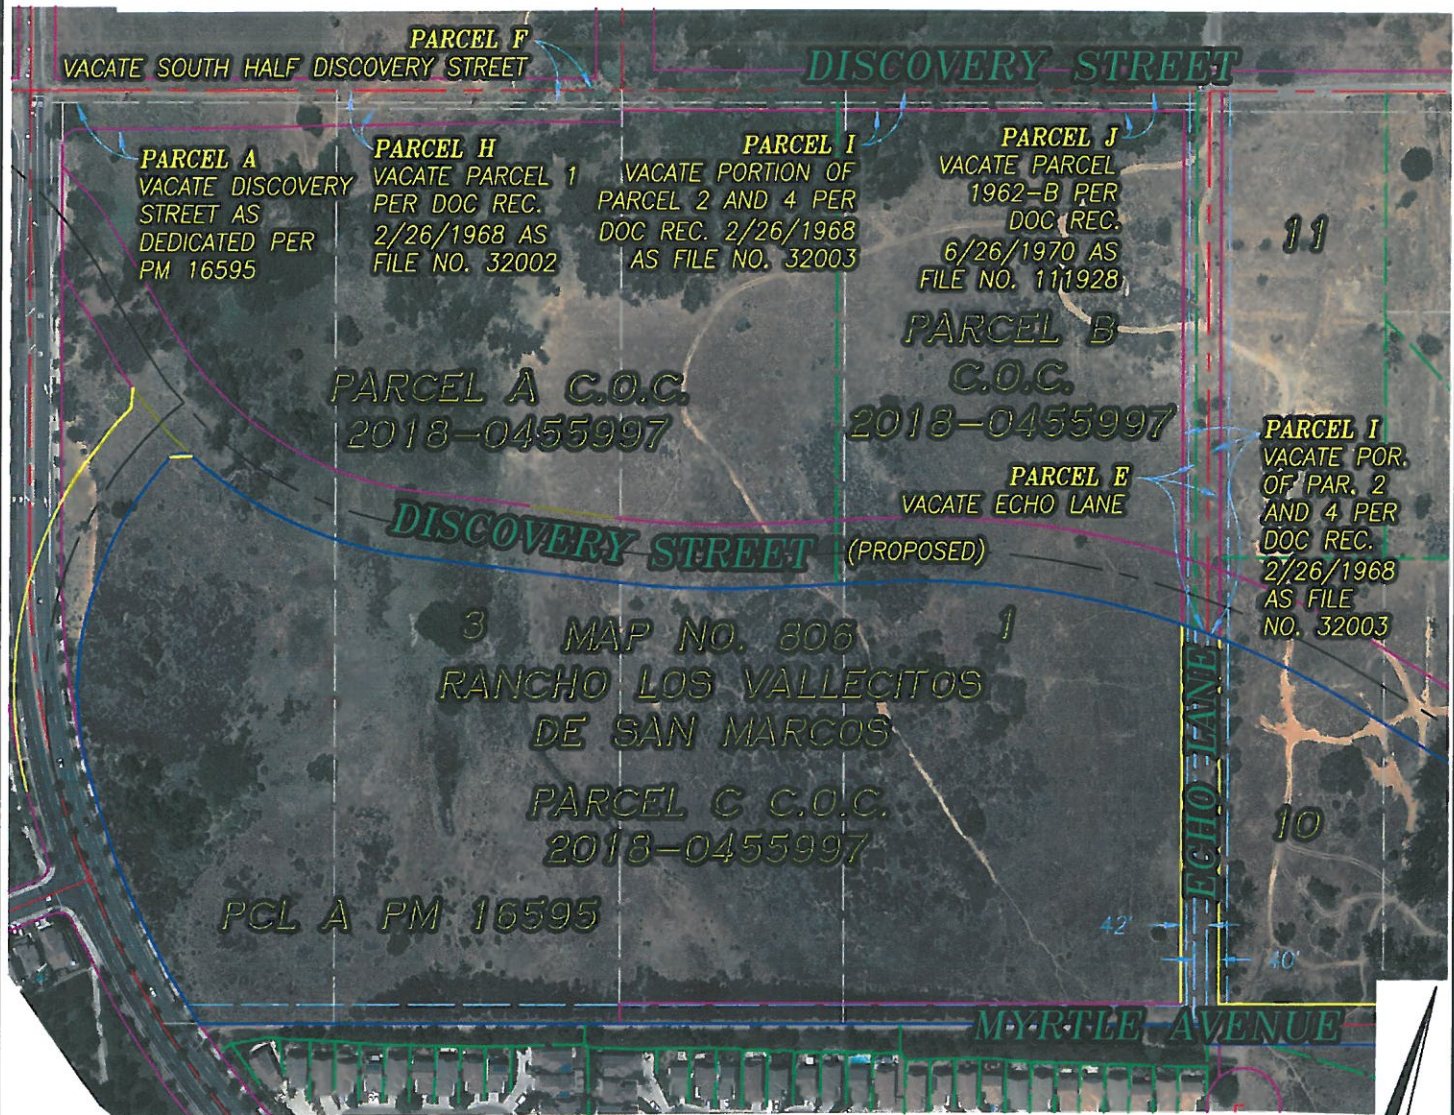 PARCEL F
VACATE SOUTH HALF DISCOVERY STREET
DISCOVERY STREET
PARCEL A
VACATE DISCOVERY
STREET AS
DEDICATED PER
PM 16595
PARCEL H
VACATE PARCEL 1
PER DOC REC.
2/26/1968 AS
FILE NO. 32002
PARCEL I
VACATE PORTION OF
PARCEL 2 AND 4 PER
DOC REC. 2/26/1968
AS FILE NO. 32003
PARCEL J
VACATE PARCEL
1962-B PER
DOC REC.
6/26/1970 AS
FILE NO. 111928
11
PARCEL A C.O.C.
2018-0455997
PARCEL B
C.O.C.
2018-0455997
PARCEL E
VACATE ECHO LANE
PARCEL I
VACATE POR.
OF PAR. 2
AND 4 PER
DOC REC.
2/26/1968
AS FILE
NO. 32003
DISCOVERY STREET (PROPOSED)
3
1
MAP NO. 806
RANCHO LOS VALLECITOS
DE SAN MARCOS
PARCEL C C.O.C.
2018-0455997
PCL A PM 16595
ECHO LANE
10
42'
40'
MYRTLE AVENUE